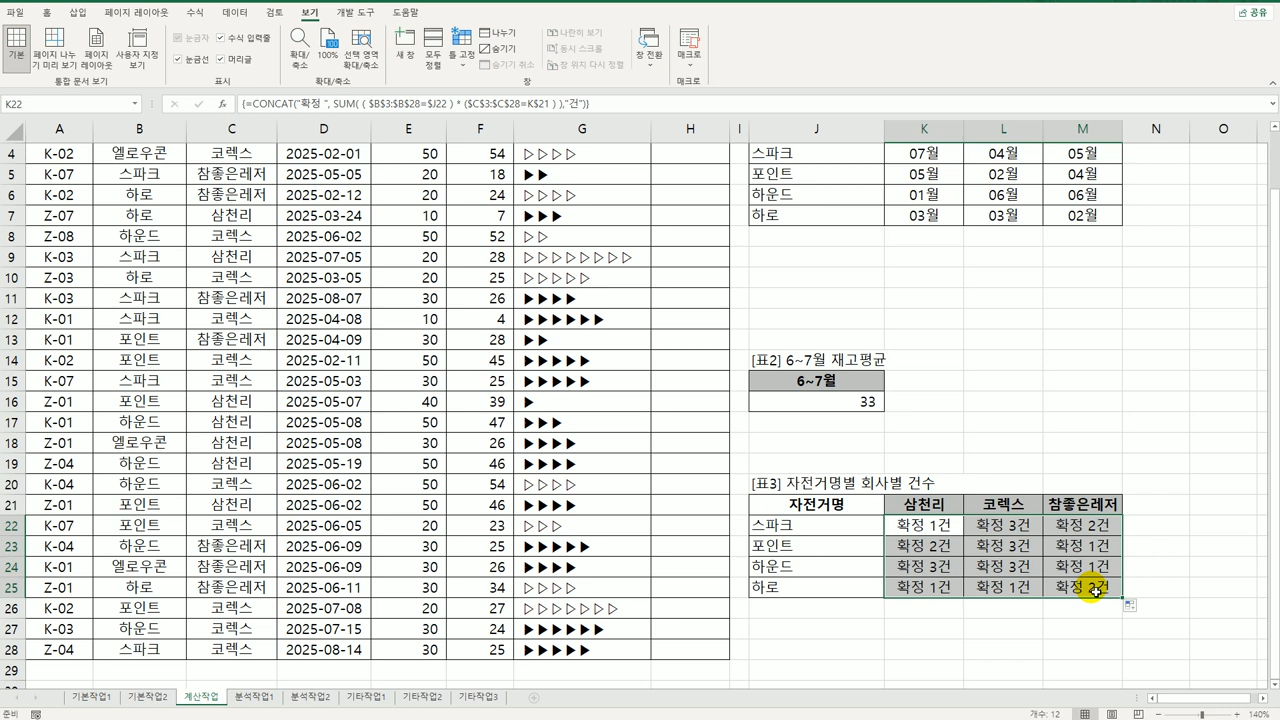 파일 홈 삽입 페이지 레이아웃 수식 데이터 검토 보기 개발 도구 도움말 공유
기본 페이지 나누기 미리 보기 페이지 레이아웃 사용자 지정 보기 통합 문서 보기
눈금자 수식 입력줄 눈금선 머리글 표시
확대/축소 100% 선택 영역 확대/축소 확대/축소
새 창 모두 정렬 틀 고정 나누기 숨기기 숨기기 취소 나란히 보기 동시 스크롤 창 위치 다시 정렬 창 전환 창
매크로 매크로
K22 fx {=CONCAT("확정 ", SUM( ( $B$3:$B$28=$J22 ) * ($C$3:$C$28=K$21 ) ),"건")}
A B C D E F G H I J K L M N O
4 K-02 엘로우콘 코렉스 2025-02-01 50 54 ▷▷▷▷ 스파크 07월 04월 05월
5 K-07 스파크 참좋은레저 2025-05-05 20 18 ▶▶ 포인트 05월 02월 04월
6 K-02 하로 참좋은레저 2025-02-12 20 24 ▷▷▷▷ 하운드 01월 06월 06월
7 Z-07 하로 삼천리 2025-03-24 10 7 ▶▶▶ 하로 03월 03월 02월
8 Z-08 하운드 코렉스 2025-06-02 50 52 ▷▷
9 K-03 스파크 삼천리 2025-07-05 20 28 ▷▷▷▷▷▷▷▷
10 Z-03 하로 코렉스 2025-03-05 20 25 ▷▷▷▷▷
11 K-03 스파크 참좋은레저 2025-08-07 30 26 ▶▶▶▶
12 K-01 스파크 코렉스 2025-04-08 10 4 ▶▶▶▶▶▶
13 K-01 포인트 참좋은레저 2025-04-09 30 28 ▶▶
14 K-02 포인트 코렉스 2025-02-11 50 45 ▶▶▶▶▶ [표2] 6~7월 재고평균
15 K-07 스파크 코렉스 2025-05-03 30 25 ▶▶▶▶▶ 6~7월
16 Z-01 포인트 삼천리 2025-05-07 40 39 ▶ 33
17 K-01 하운드 삼천리 2025-05-08 50 47 ▶▶▶
18 Z-01 엘로우콘 삼천리 2025-05-08 30 26 ▶▶▶▶
19 Z-04 하운드 삼천리 2025-05-19 50 46 ▶▶▶▶
20 K-04 하운드 코렉스 2025-06-02 50 54 ▷▷▷▷ [표3] 자전거명별 회사별 건수
21 Z-01 포인트 삼천리 2025-06-02 50 46 ▶▶▶▶ 자전거명 삼천리 코렉스 참좋은레저
22 K-07 포인트 코렉스 2025-06-05 20 23 ▷▷▷ 스파크 확정 1건 확정 3건 확정 2건
23 K-04 하운드 참좋은레저 2025-06-09 30 25 ▶▶▶▶▶ 포인트 확정 2건 확정 3건 확정 1건
24 K-01 엘로우콘 참좋은레저 2025-06-09 30 26 ▶▶▶▶ 하운드 확정 3건 확정 3건 확정 1건
25 Z-01 하로 참좋은레저 2025-06-11 30 34 ▷▷▷▷ 하로 확정 1건 확정 1건 확정 2건
26 K-02 포인트 코렉스 2025-07-08 20 27 ▷▷▷▷▷▷▷
27 K-03 하운드 코렉스 2025-07-15 30 24 ▶▶▶▶▶▶
28 Z-04 스파크 코렉스 2025-08-14 30 25 ▶▶▶▶▶
29
기본작업1 기본작업2 계산작업 분석작업1 분석작업2 기타작업1 기타작업2 기타작업3
준비 개수: 12 140%